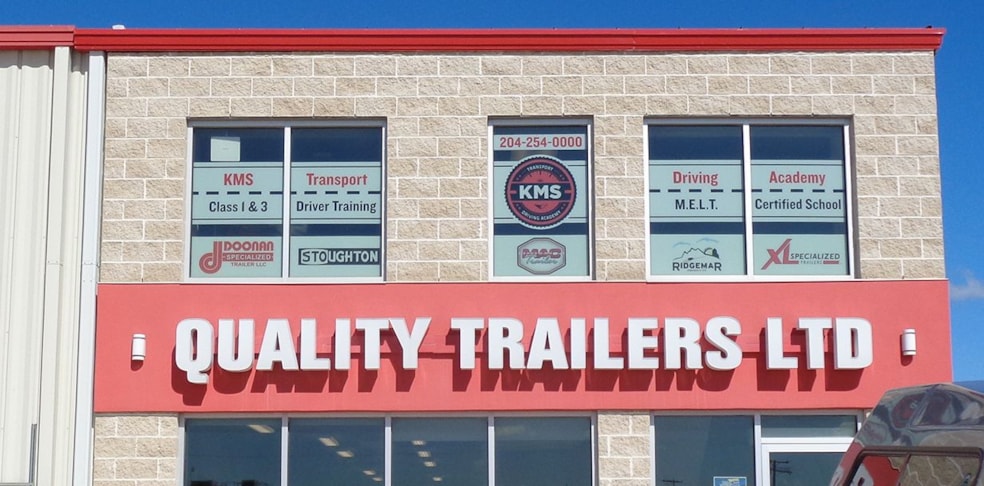 KMS Transport
Class I & 3 Driver Training
DOONAN
SPECIALIZED
TRAILER LLC
STOUGHTON
204-254-0000
TRANSPORT
KMS
DRIVING ACADEMY
MAC
Trailer
Driving Academy
M.E.L.T. Certified School
RIDGEMAR
XL SPECIALIZED
TRAILERS
QUALITY TRAILERS LTD